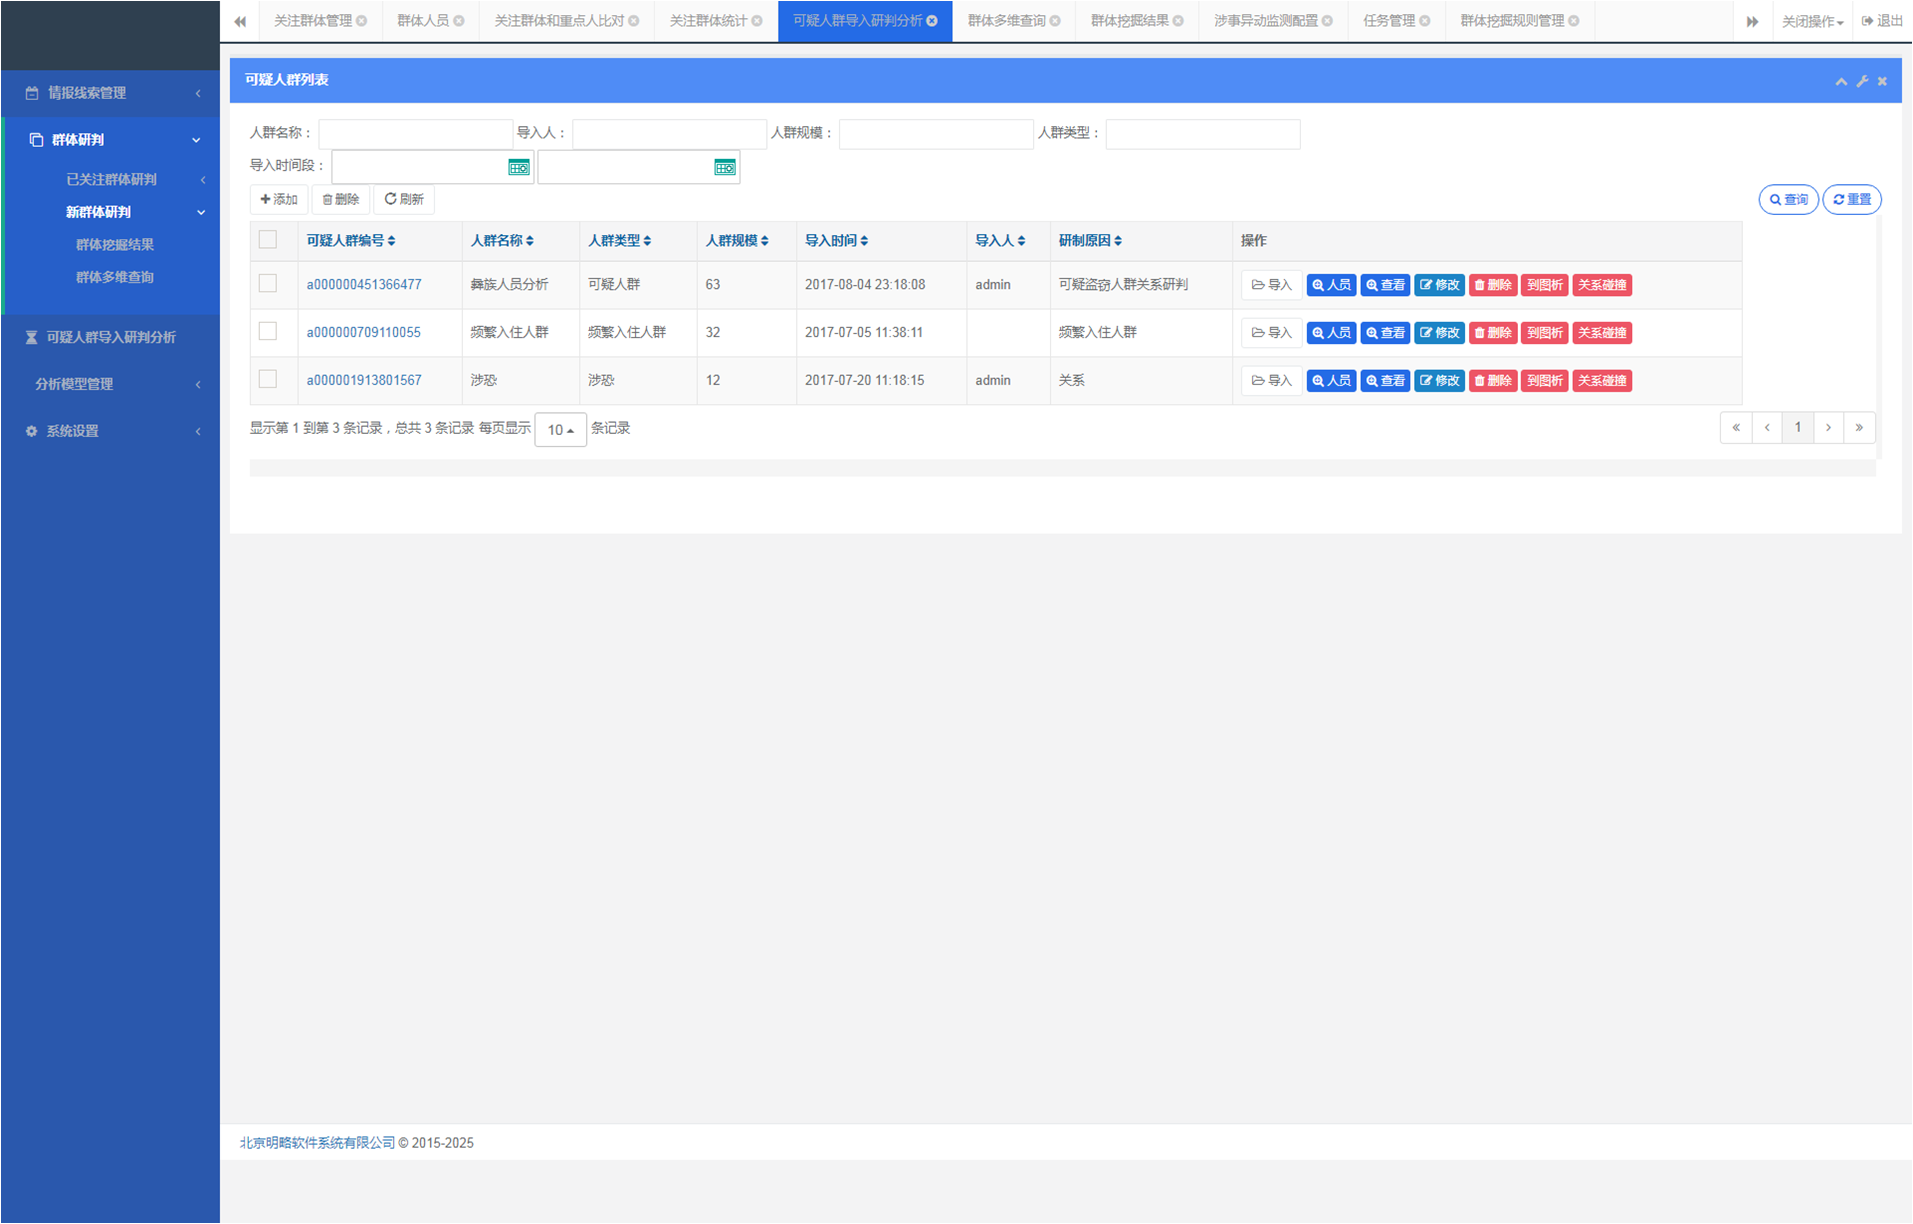 关注群体管理 群体人员 关注群体和重点人比对 关注群体统计 可疑人群导入研判分析 群体多维查询 群体挖掘结果 涉事异动监测配置 任务管理 群体挖掘规则管理 关闭操作 退出
情报线索管理
群体研判
已关注群体研判
新群体研判
群体挖掘结果
群体多维查询
可疑人群导入研判分析
分析模型管理
系统设置
可疑人群列表
人群名称： 导入人： 人群规模： 人群类型：
导入时间段：
添加 删除 刷新 查询 重置
可疑人群编号 人群名称 人群类型 人群规模 导入时间 导入人 研制原因 操作
a000000451366477 彝族人员分析 可疑人群 63 2017-08-04 23:18:08 admin 可疑盗窃人群关系研判 导入 人员 查看 修改 删除 到图析 关系碰撞
a000000709110055 频繁入住人群 频繁入住人群 32 2017-07-05 11:38:11 频繁入住人群 导入 人员 查看 修改 删除 到图析 关系碰撞
a000001913801567 涉恐 涉恐 12 2017-07-20 11:18:15 admin 关系 导入 人员 查看 修改 删除 到图析 关系碰撞
显示第 1 到第 3 条记录，总共 3 条记录 每页显示 10 条记录 « ‹ 1 › »
北京明略软件系统有限公司 © 2015-2025